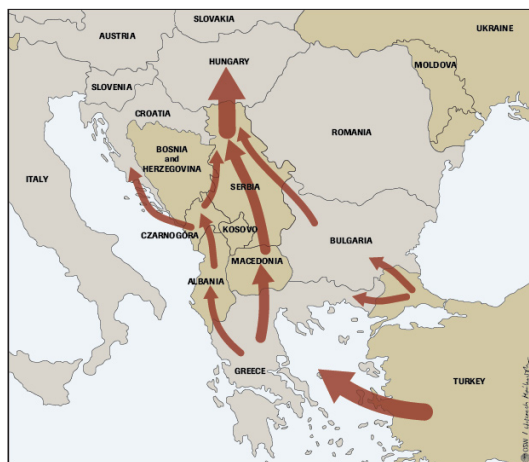 SLOVAKIA
UKRAINE
AUSTRIA
MOLDOVA
HUNGARY
SLOVENIA
CROATIA
ROMANIA
BOSNIA
and
HERZEGOVINA
ITALY
SERBIA
CZARNOGÓRA
KOSOVO
BULGARIA
MACEDONIA
ALBANIA
GREECE
TURKEY